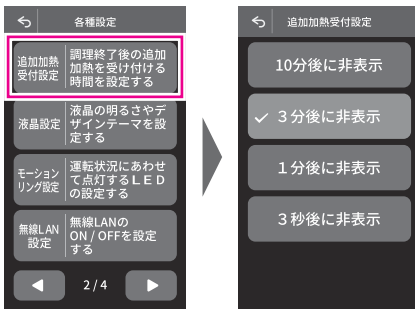 各種設定
追加加熱
受付設定
調理終了後の追加
加熱を受け付ける
時間を設定する
液晶設定
液晶の明るさやデ
ザインテーマを設
定する
モーション
リング設定
運転状況にあわせ
て点灯するＬＥＤ
の設定する
無線LAN
設定
無線LANの
ON / OFFを設定
する
2 / 4
追加加熱受付設定
10分後に非表示
３分後に非表示
１分後に非表示
３秒後に非表示